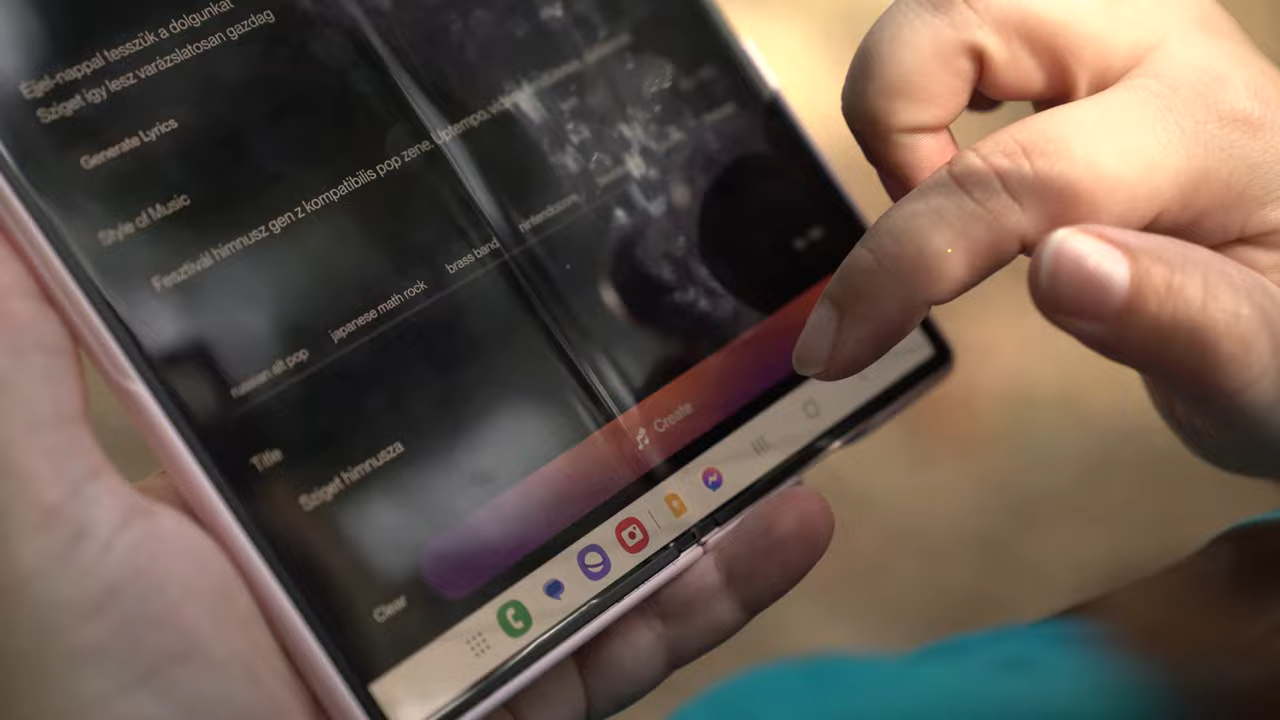 Éjjel-nappal tesszük a dolgunkat
Sziget így lesz varázslatosan gazdag
Generate Lyrics
Style of Music
Fesztivál himnusz gen z kompatibilis pop zene. Uptempo,
russian alt pop japanese math rock brass band nintendocore
Title
Sziget himnusza
Create
Clear